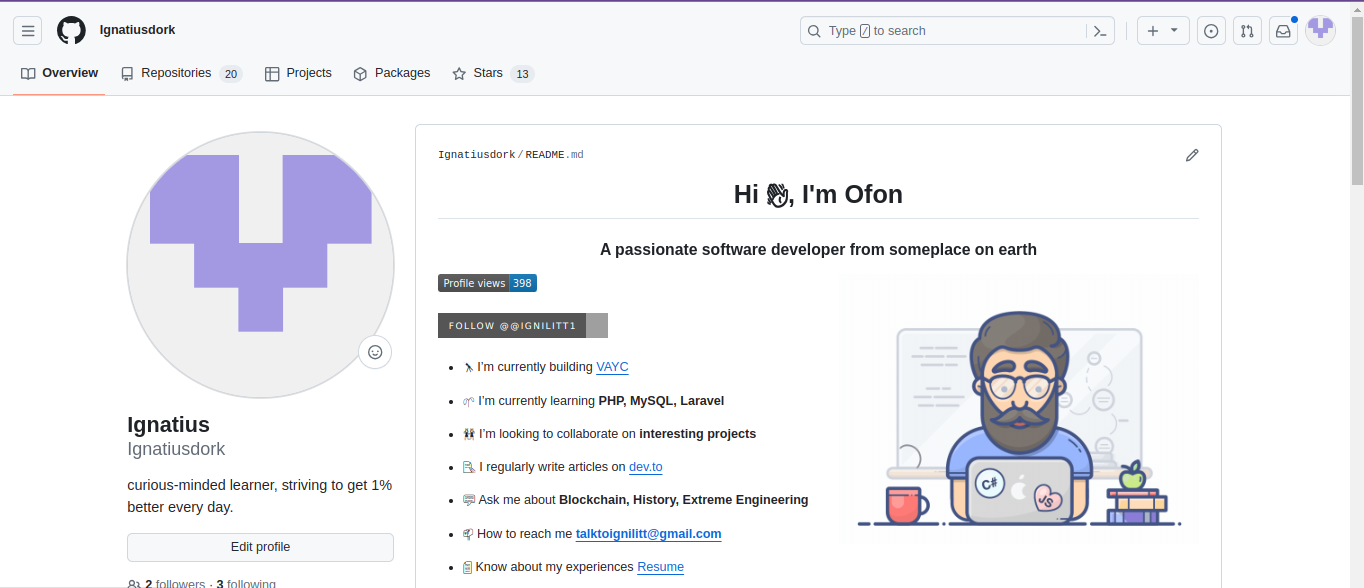 Ignatiusdork
Type / to search
Overview
Repositories 20
Projects
Packages
Stars 13
Ignatiusdork/README.md
Hi 👋, I'm Ofon
A passionate software developer from someplace on earth
Profile views 398
FOLLOW @@IGNILITT1
🔭 I'm currently building VAYC
🌱 I'm currently learning PHP, MySQL, Laravel
👯 I'm looking to collaborate on interesting projects
📝 I regularly write articles on dev.to
💬 Ask me about Blockchain, History, Extreme Engineering
📫 How to reach me talktoignilitt@gmail.com
📄 Know about my experiences Resume
C#
JS
Ignatius
Ignatiusdork
curious-minded learner, striving to get 1%
better every day.
Edit profile
2 followers · 3 following